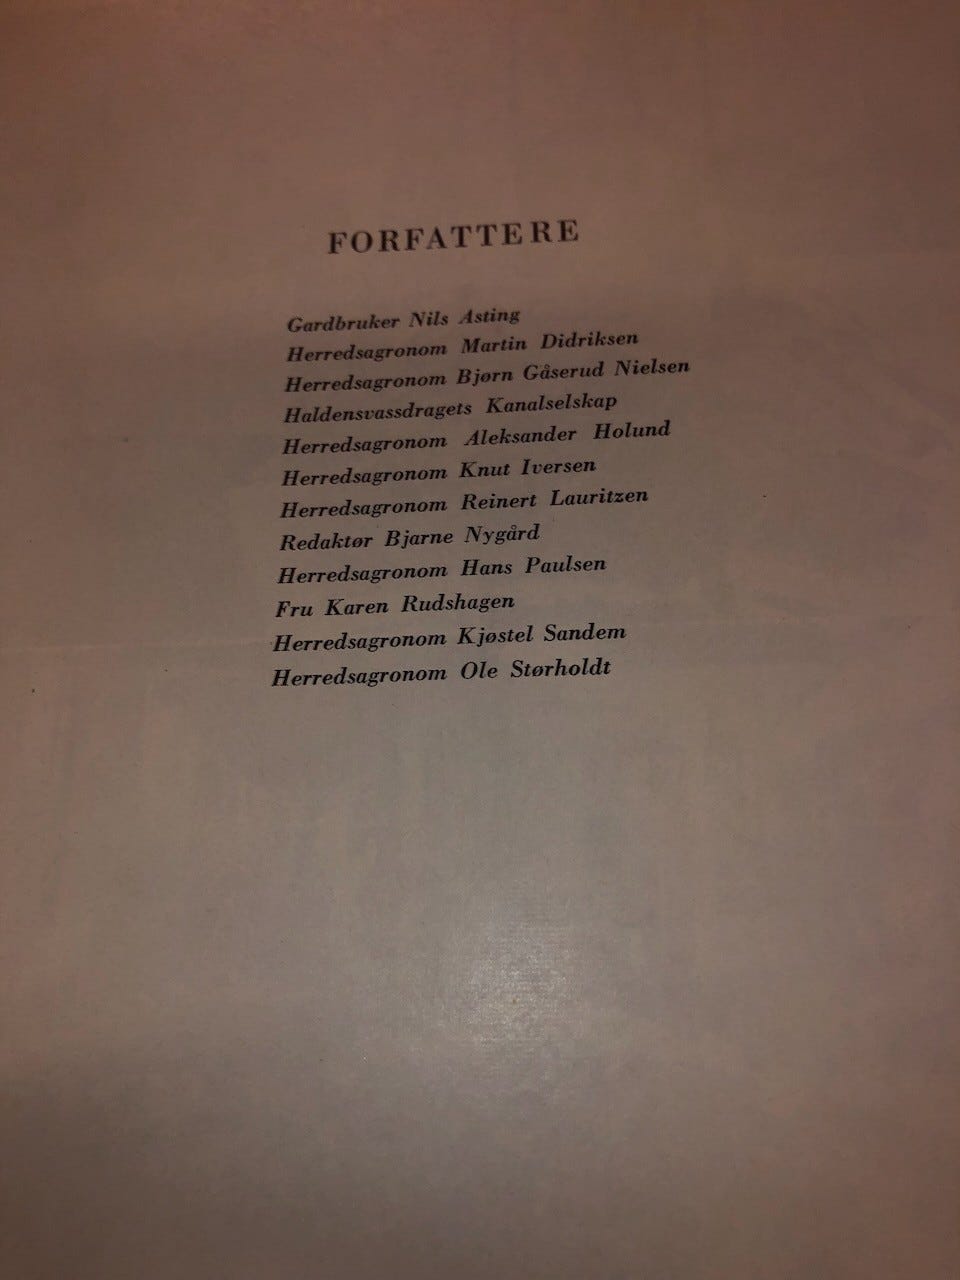 FORFATTERE
Gardbruker Nils Asting
Herredsagronom Martin Didriksen
Herredsagronom Bjørn Gåserud Nielsen
Haldensvassdragets Kanalselskap
Herredsagronom Aleksander Holund
Herredsagronom Knut Iversen
Herredsagronom Reinert Lauritzen
Redaktør Bjarne Nygård
Herredsagronom Hans Paulsen
Fru Karen Rudshagen
Herredsagronom Kjøstel Sandem
Herredsagronom Ole Størholdt